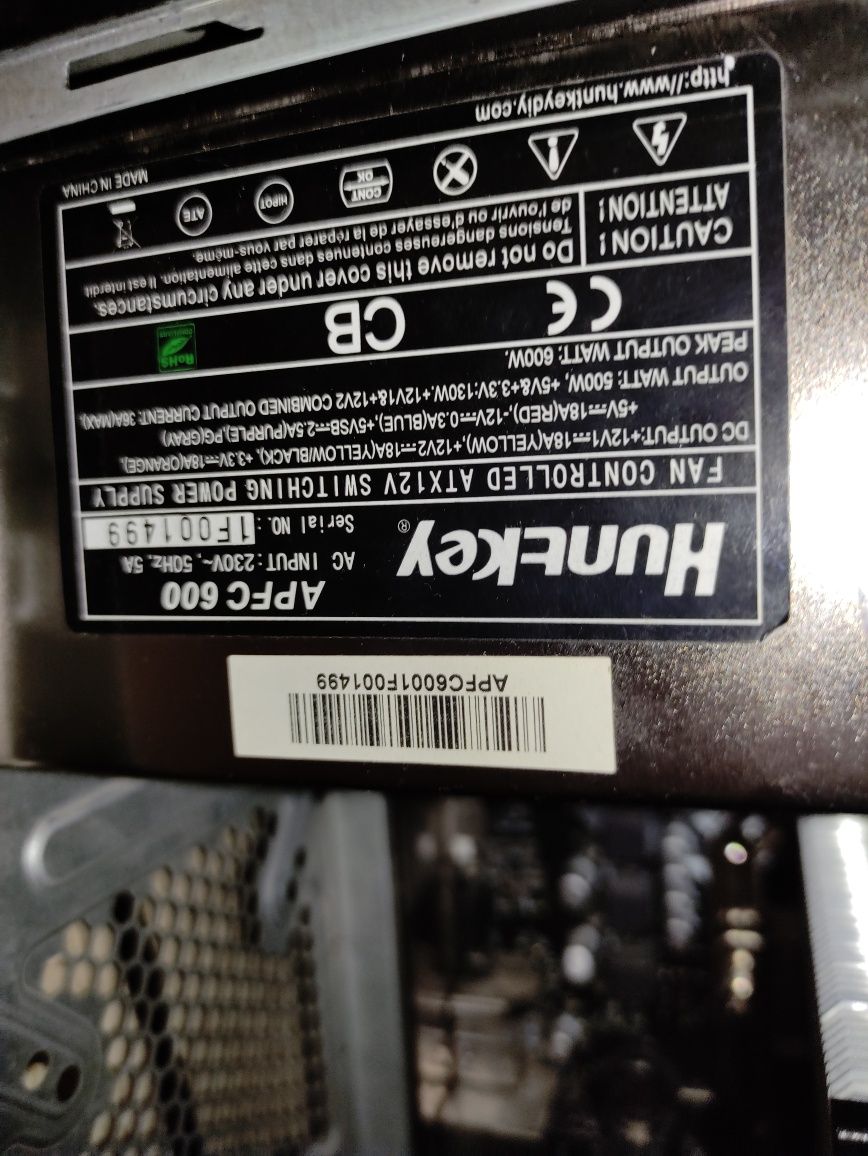 Huntkey®
APFC 600
AC INPUT: 230V~, 50Hz, 5A
Serial NO.: 1F001499
FAN CONTROLLED ATX12V SWITCHING POWER SUPPLY
DC OUTPUT:+12V1⎓18A(YELLOW),+12V2⎓18A(YELLOW/BLACK), +3.3V⎓18A(ORANGE),
+5V⎓18A(RED),-12V⎓0.3A(BLUE),+5VSB⎓2.5A(PURPLE),PG(GRAY)
OUTPUT WATT: 500W, +5V&+3.3V:130W,+12V1&+12V2 COMBINED OUTPUT CURRENT: 36A(MAX),
PEAK OUTPUT WATT: 600W.
CE CB RoHS
COMPLIANT
CAUTION !
ATTENTION !
Do not remove this cover under any circumstances.
Tensions dangereuses contenues dans cette alimentation. Il est interdit
de l'ouvrir ou d'essayer de la réparer par vous-même.
CONT
OK
HIPOT
ATE
http://www.huntkeydiy.com
MADE IN CHINA
APFC6001F001499